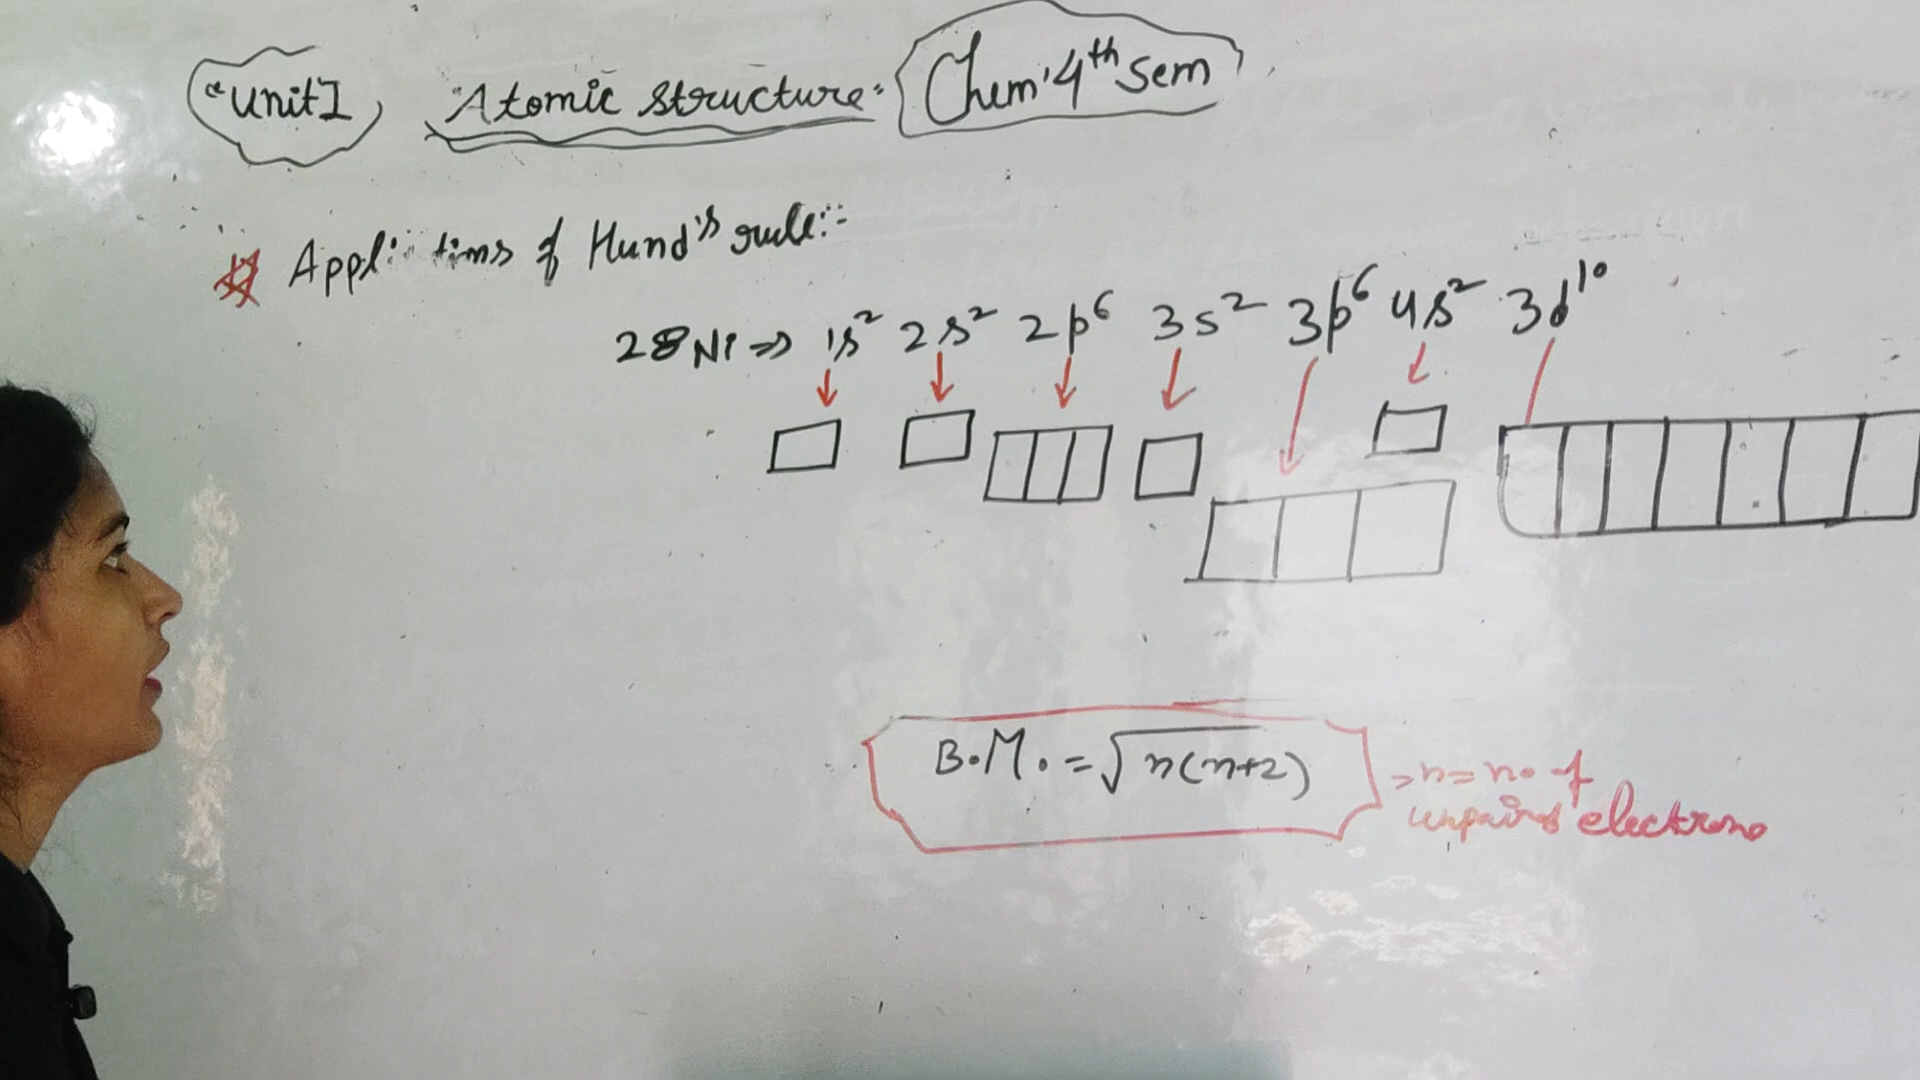 "Unit I "Atomic structure" Chem' 4th sem
Applitions of Hund's rule:-
28Ni => 1s² 2s² 2p⁶ 3s² 3p⁶ 4s² 3d¹⁰
B.M. = √n(n+2) => n = no. of
unpaired electrons